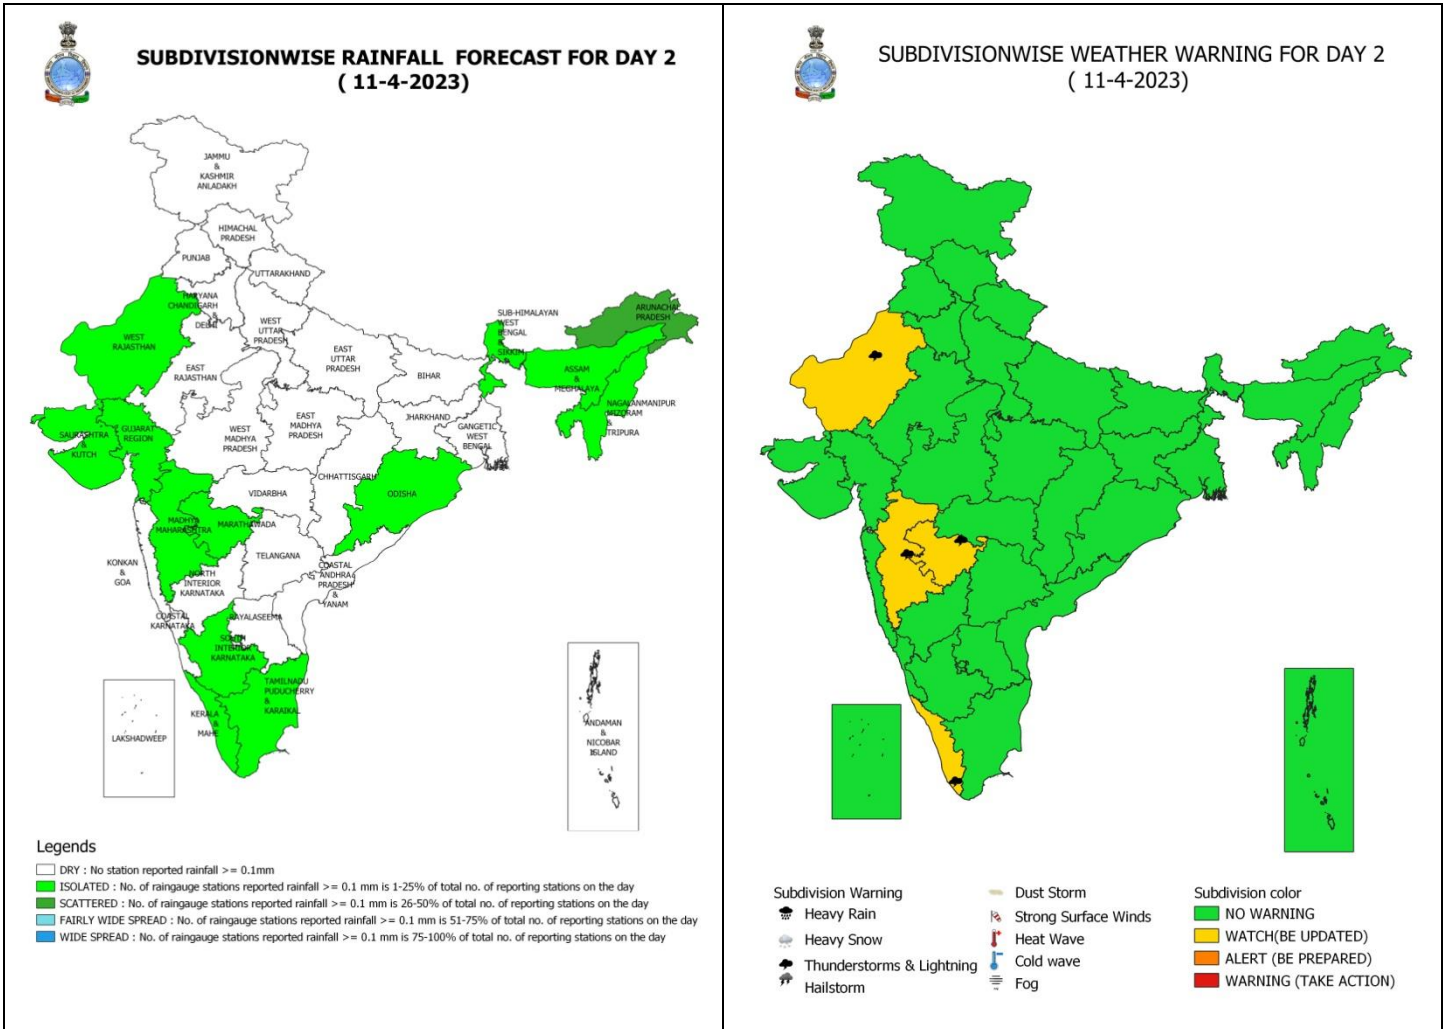 SUBDIVISIONWISE RAINFALL FORECAST FOR DAY 2
( 11-4-2023)
JAMMU
&
KASHMIR
ANLADAKH
HIMACHAL
PRADESH
PUNJAB
UTTARAKHAND
HARYANA
CHANDIGARH
&
DELHI
WEST
RAJASTHAN
WEST
UTTAR
PRADESH
EAST
UTTAR
PRADESH
EAST
RAJASTHAN
BIHAR
SUB-HIMALAYAN
WEST
BENGAL
&
SIKKIM
ARUNACHAL
PRADESH
ASSAM
&
MEGHALAYA
NAGALANMANIPUR
MIZORAM
&
TRIPURA
SAURASHTRA
&
KUTCH
GUJARAT
REGION
WEST
MADHYA
PRADESH
EAST
MADHYA
PRADESH
JHARKHAND
GANGETIC
WEST
BENGAL
CHHATTISGARH
ODISHA
VIDARBHA
MADHYA
MAHARASHTRA
MARATHAWADA
TELANGANA
KONKAN
&
GOA
NORTH
INTERIOR
KARNATAKA
COASTAL
ANDHRA
PRADESH
&
YANAM
COASTAL
KARNATAKA
RAYALASEEMA
SOUTH
INTERIOR
KARNATAKA
TAMILNADU
PUDUCHERRY
&
KARAIKAL
KERALA
&
MAHE
LAKSHADWEEP
ANDAMAN
&
NICOBAR
ISLAND
Legends
DRY : No station reported rainfall >= 0.1mm
ISOLATED : No. of raingauge stations reported rainfall >= 0.1 mm is 1-25% of total no. of reporting stations on the day
SCATTERED : No. of raingauge stations reported rainfall >= 0.1 mm is 26-50% of total no. of reporting stations on the day
FAIRLY WIDE SPREAD : No. of raingauge stations reported rainfall >= 0.1 mm is 51-75% of total no. of reporting stations on the day
WIDE SPREAD : No. of raingauge stations reported rainfall >= 0.1 mm is 75-100% of total no. of reporting stations on the day
SUBDIVISIONWISE WEATHER WARNING FOR DAY 2
( 11-4-2023)
Subdivision Warning
Heavy Rain
Heavy Snow
Thunderstorms & Lightning
Hailstorm
Dust Storm
Strong Surface Winds
Heat Wave
Cold wave
Fog
Subdivision color
NO WARNING
WATCH(BE UPDATED)
ALERT (BE PREPARED)
WARNING (TAKE ACTION)